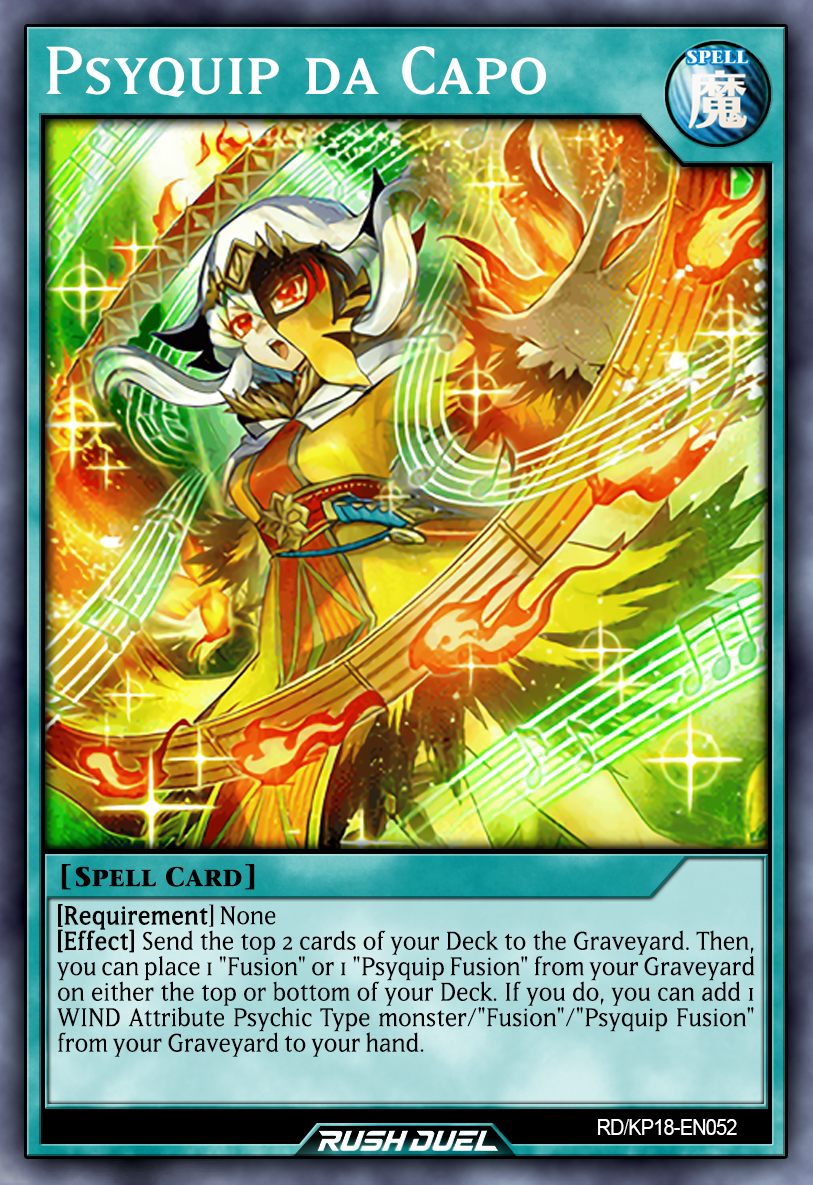 Psyquip da Capo
SPELL
魔
[Spell Card]
[Requirement] None
[Effect] Send the top 2 cards of your Deck to the Graveyard. Then,
you can place 1 "Fusion" or 1 "Psyquip Fusion" from your Graveyard
on either the top or bottom of your Deck. If you do, you can add 1
WIND Attribute Psychic Type monster/"Fusion"/"Psyquip Fusion"
from your Graveyard to your hand.
RD/KP18-EN052
RUSH DUEL